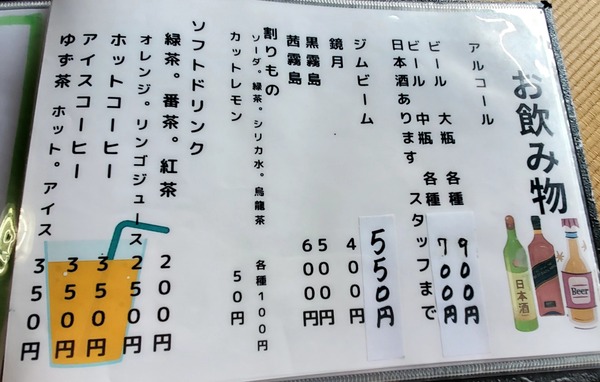 お飲み物
アルコール
ビール 大瓶 各種 900円
ビール 中瓶 各種 700円
日本酒あります スタッフまで
ジムビーム 550円
鏡月 400円
黒霧島 500円
茜霧島 600円
割りもの
ソーダ。緑茶。シリカ水。烏龍茶 各種100円
カットレモン 50円
ソフトドリンク
緑茶。番茶。紅茶 200円
オレンジ。リンゴジュース 250円
ホットコーヒー 350円
アイスコーヒー 350円
ゆず茶 ホット。アイス 350円
日本酒
Beer